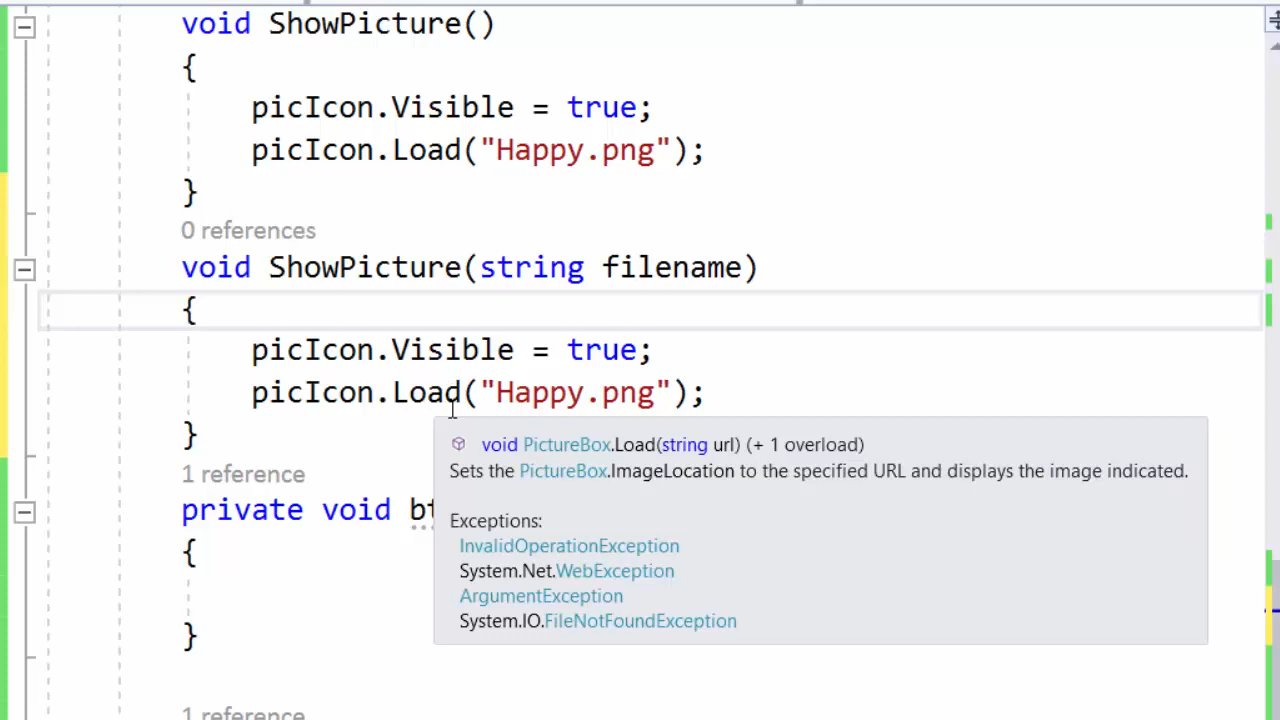 void ShowPicture()
{
picIcon.Visible = true;
picIcon.Load("Happy.png");
}
0 references
void ShowPicture(string filename)
{
picIcon.Visible = true;
picIcon.Load("Happy.png");
}
void PictureBox.Load(string url) (+ 1 overload)
Sets the PictureBox.ImageLocation to the specified URL and displays the image indicated.
Exceptions:
InvalidOperationException
System.Net.WebException
ArgumentException
System.IO.FileNotFoundException
1 reference
private void bt
{
}
1 reference